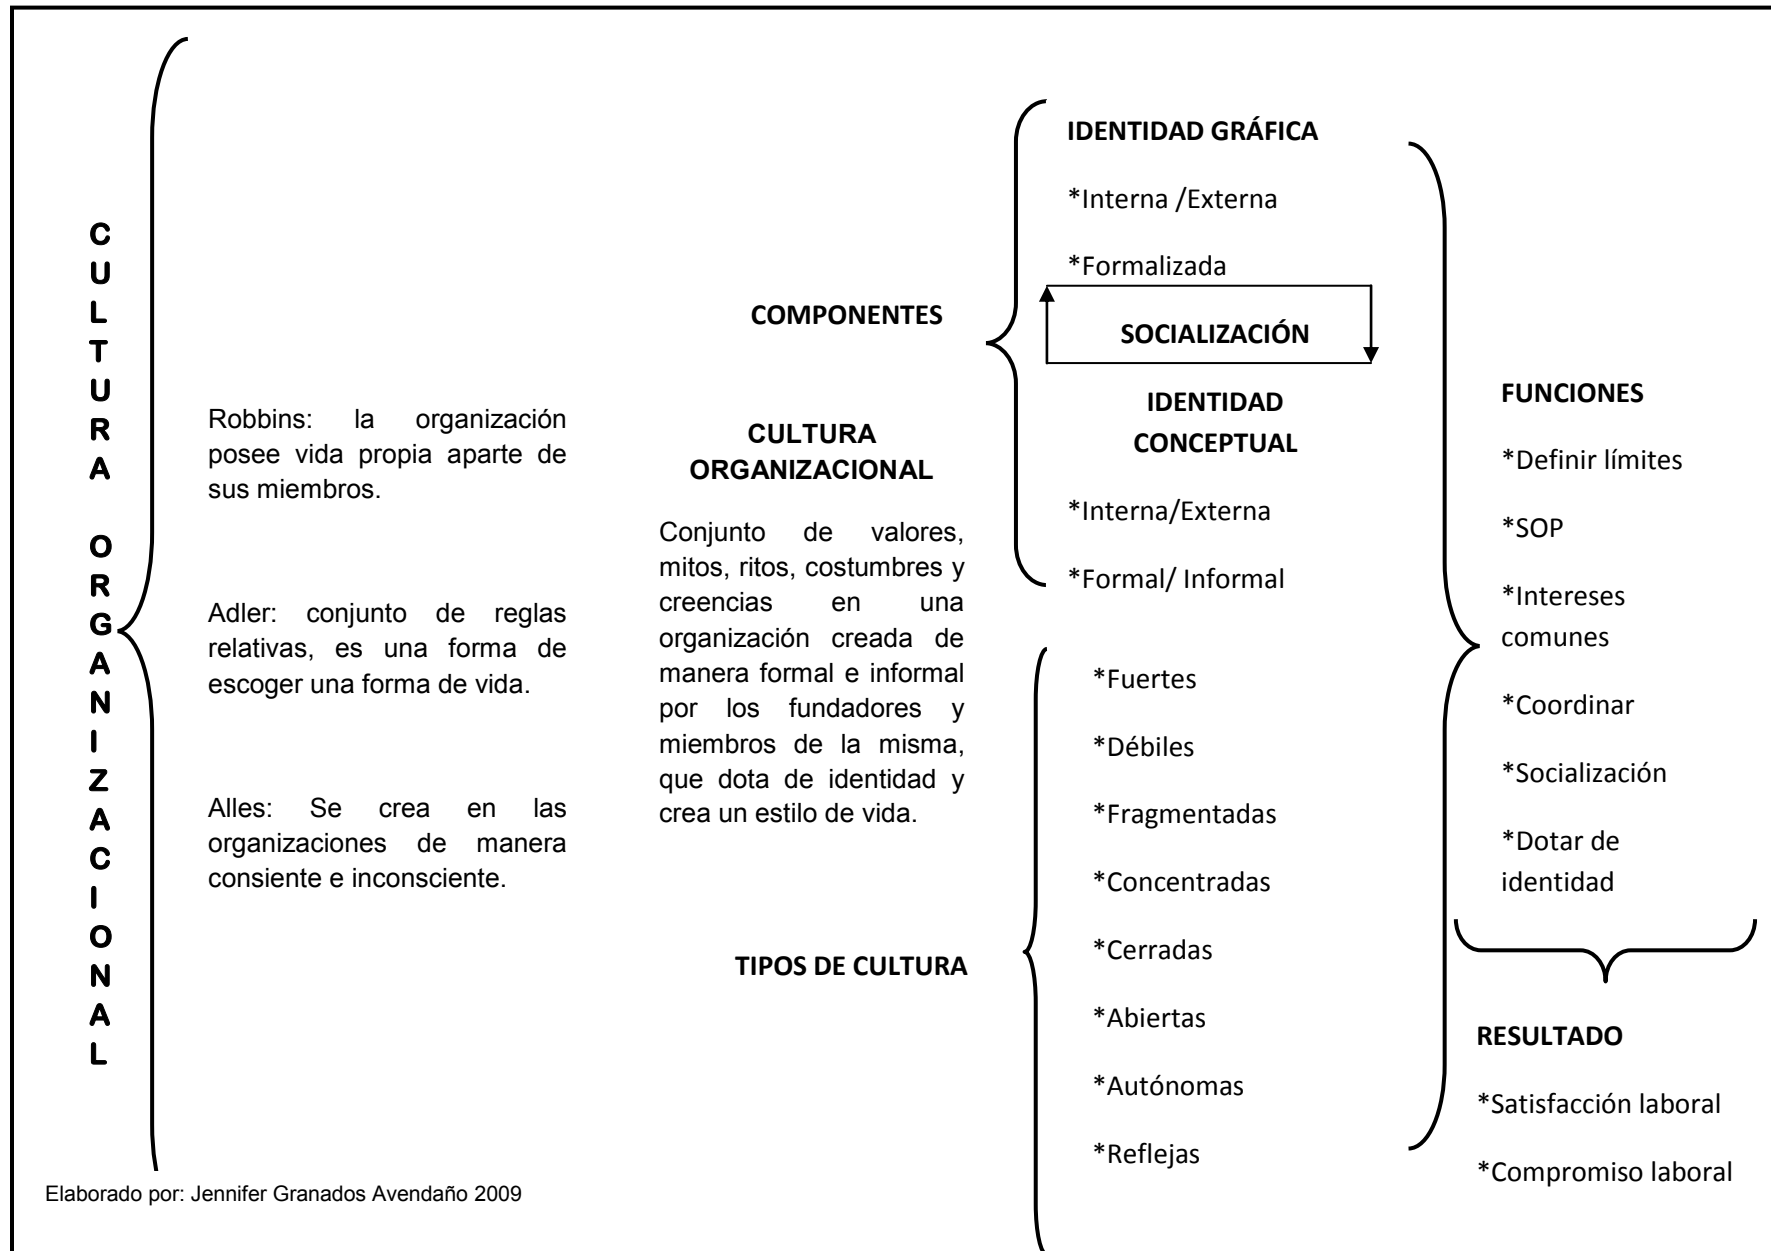 CULTURA ORGANIZACIONAL
Robbins: la organización
posee vida propia aparte de
sus miembros.
Adler: conjunto de reglas
relativas, es una forma de
escoger una forma de vida.
Alles: Se crea en las
organizaciones de manera
consiente e inconsciente.
COMPONENTES
CULTURA
ORGANIZACIONAL
Conjunto de valores,
mitos, ritos, costumbres y
creencias en una
organización creada de
manera formal e informal
por los fundadores y
miembros de la misma,
que dota de identidad y
crea un estilo de vida.
TIPOS DE CULTURA
IDENTIDAD GRÁFICA
*Interna /Externa
*Formalizada
SOCIALIZACIÓN
IDENTIDAD
CONCEPTUAL
*Interna/Externa
*Formal/ Informal
*Fuertes
*Débiles
*Fragmentadas
*Concentradas
*Cerradas
*Abiertas
*Autónomas
*Reflejas
FUNCIONES
*Definir límites
*SOP
*Intereses
comunes
*Coordinar
*Socialización
*Dotar de
identidad
RESULTADO
*Satisfacción laboral
*Compromiso laboral
Elaborado por: Jennifer Granados Avendaño 2009